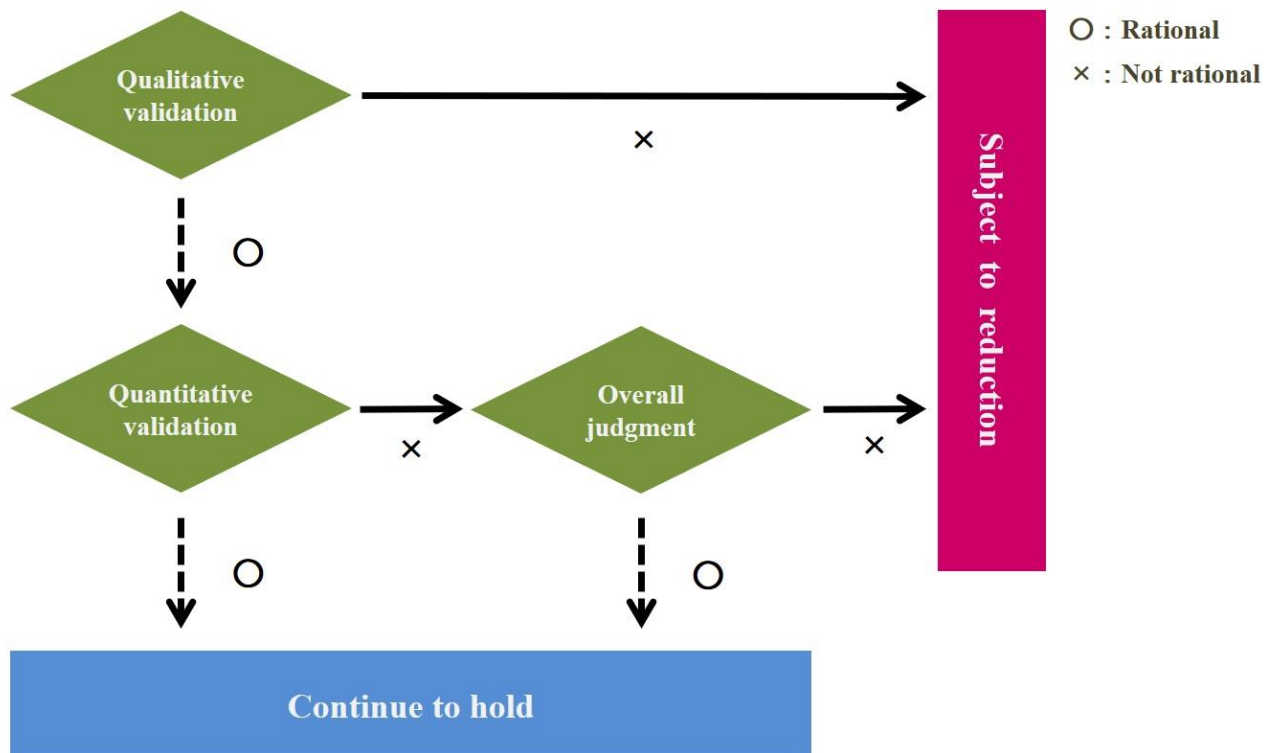 Qualitative
validation
○ : Rational
× : Not rational
×
Subject to reduction
○
Quantitative
validation
×
Overall
judgment
×
○
○
Continue to hold